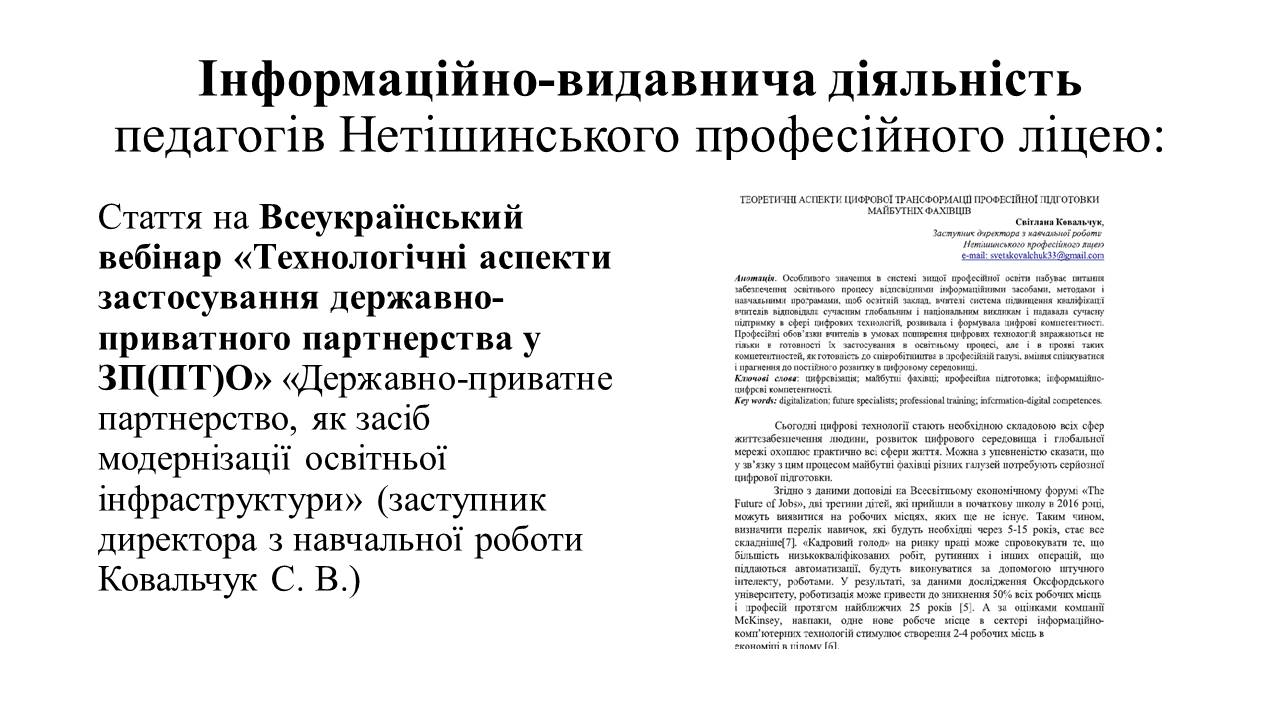 Інформаційно-видавнича діяльність
педагогів Нетішинського професійного ліцею:
Стаття на Всеукраїнський
вебінар «Технологічні аспекти
застосування державно-
приватного партнерства у
ЗП(ПТ)О» «Державно-приватне
партнерство, як засіб
модернізації освітньої
інфраструктури» (заступник
директора з навчальної роботи
Ковальчук С. В.)
ТЕОРЕТИЧНІ АСПЕКТИ ЦИФРОВОЇ ТРАНСФОРМАЦІЇ ПРОФЕСІЙНОЇ ПІДГОТОВКИ
МАЙБУТНІХ ФАХІВЦІВ
Світлана Ковальчук,
Заступник директора з навчальної роботи
Нетішинського професійного ліцею
e-mail: svetskovalchuk33@gmail.com
Анотація. Особливого значення в системі вищої професійної освіти набуває питання
забезпечення освітнього процесу відповідними інформаційними засобами, методами і
навчальними програмами, щоб освітній заклад, вчителі система підвищення кваліфікації
вчителів відповідала сучасним глобальним і національним викликам і надавала сучасну
підтримку в сфері цифрових технологій, розвивала і формувала цифрові компетентності.
Професійні обов'язки вчителів в умовах поширення цифрових технологій виражаються не
тільки в готовності їх застосування в освітньому процесі, але і в прояві таких
компетентностей, як готовність до співробітництва в професійній галузі, вміння спілкуватися
і прагнення до постійного розвитку в цифровому середовищі.
Ключові слова: цифровізація; майбутні фахівці; професійна підготовка; інформаційно-
цифрові компетентності.
Key words: digitalization; future specialists; professional training; information-digital competences.
Сьогодні цифрові технології стають необхідною складовою всіх сфер
життєзабезпечення людини, розвиток цифрового середовища і глобальної
мережі охоплює практично всі сфери життя. Можна з упевненістю сказати, що
у зв'язку з цим процесом майбутні фахівці різних галузей потребують серйозної
цифрової підготовки.
Згідно з даними доповіді на Всесвітньому економічному форумі «The
Future of Jobs», дві третини дітей, які прийшли в початкову школу в 2016 році,
можуть виявитися на робочих місцях, яких ще не існує. Таким чином,
визначити перелік навичок, які будуть необхідні через 5-15 років, стає все
складніше[7]. «Кадровий голод» на ринку праці може спровокувати те, що
більшість низькокваліфікованих робіт, рутинних і інших операцій, що
піддаються автоматизації, будуть виконуватися за допомогою штучного
інтелекту, роботами. У результаті, за даними дослідження Оксфордського
університету, роботизація може привести до зникнення 50% всіх робочих місць
і професій протягом найближчих 25 років [5]. А за оцінками компанії
McKinsey, навпаки, одне нове робоче місце в секторі інформаційно-
комп'ютерних технологій стимулює створення 2-4 робочих місць в
економіці в цілому [6].